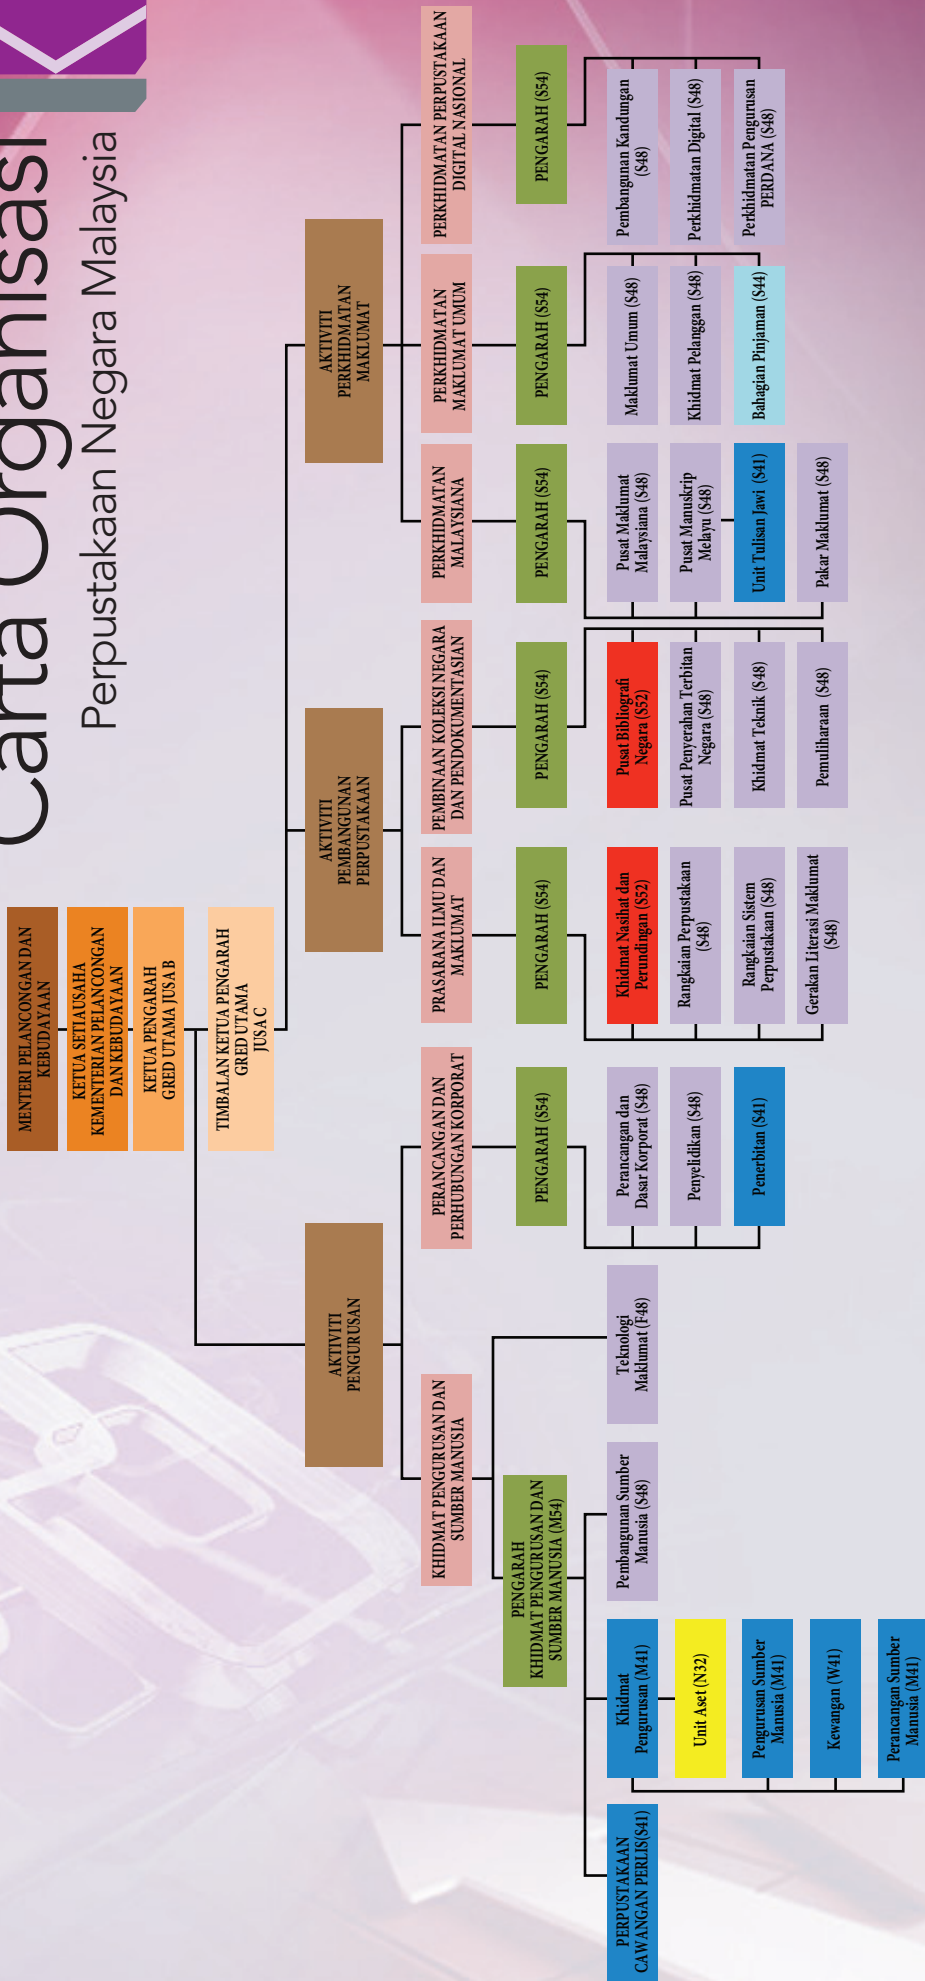 Carta Organisasi
Perpustakaan Negara Malaysia
MENTERI PELANCONGAN DAN
KEBUDAYAAN
KETUA SETIAUSAHA
KEMENTERIAN PELANCONGAN
DAN KEBUDAYAAN
KETUA PENGARAH
GRED UTAMA JUSA B
TIMBALAN KETUA PENGARAH
GRED UTAMA
JUSA C
AKTIVITI
PENGURUSAN
AKTIVITI
PEMBANGUNAN
PERPUSTAKAAN
AKTIVITI
PERKHIDMATAN
MAKLUMAT
KHIDMAT PENGURUSAN DAN
SUMBER MANUSIA
PERANCANGAN DAN
PERHUBUNGAN KORPORAT
PRASARANA ILMU DAN
MAKLUMAT
PEMBINAAN KOLEKSI NEGARA
DAN PENDOKUMENTASIAN
PERKHIDMATAN
MALAYSIANA
PERKHIDMATAN
MAKLUMAT UMUM
PERKHIDMATAN PERPUSTAKAAN
DIGITAL NASIONAL
PENGARAH
KHIDMAT PENGURUSAN DAN
SUMBER MANUSIA (M54)
PENGARAH (S54)
PENGARAH (S54)
PENGARAH (S54)
PENGARAH (S54)
PENGARAH (S54)
PENGARAH (S54)
PERPUSTAKAAN
CAWANGAN PERLIS(S41)
Khidmat
Pengurusan (M41)
Unit Aset (N32)
Pengurusan Sumber
Manusia (M41)
Kewangan (W41)
Perancangan Sumber
Manusia (M41)
Pembangunan Sumber
Manusia (S48)
Teknologi
Maklumat (F48)
Perancangan dan
Dasar Korporat (S48)
Penyelidikan (S48)
Penerbitan (S41)
Khidmat Nasihat dan
Perundingan (S52)
Rangkaian Perpustakaan
(S48)
Rangkaian Sistem
Perpustakaan (S48)
Gerakan Literasi Maklumat
(S48)
Pusat Bibliografi
Negara (S52)
Pusat Penyerahan Terbitan
Negara (S48)
Khidmat Teknik (S48)
Pemuliharaan (S48)
Pusat Maklumat
Malaysiana (S48)
Pusat Manuskrip
Melayu (S48)
Unit Tulisan Jawi (S41)
Pakar Maklumat (S48)
Maklumat Umum (S48)
Khidmat Pelanggan (S48)
Bahagian Pinjaman (S44)
Pembangunan Kandungan
(S48)
Perkhidmatan Digital (S48)
Perkhidmatan Pengurusan
PERDANA (S48)